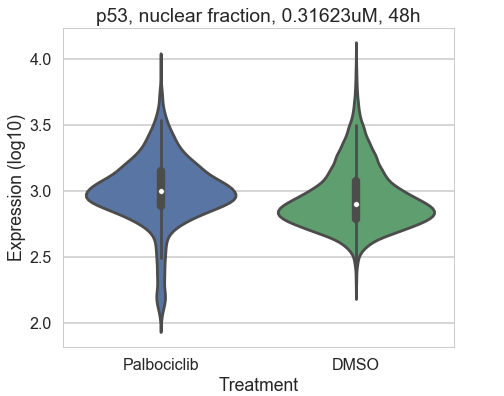 p53, nuclear fraction, 0.31623uM, 48h
Expression (log10)
4.0
3.5
3.0
2.5
2.0
Palbociclib DMSO
Treatment